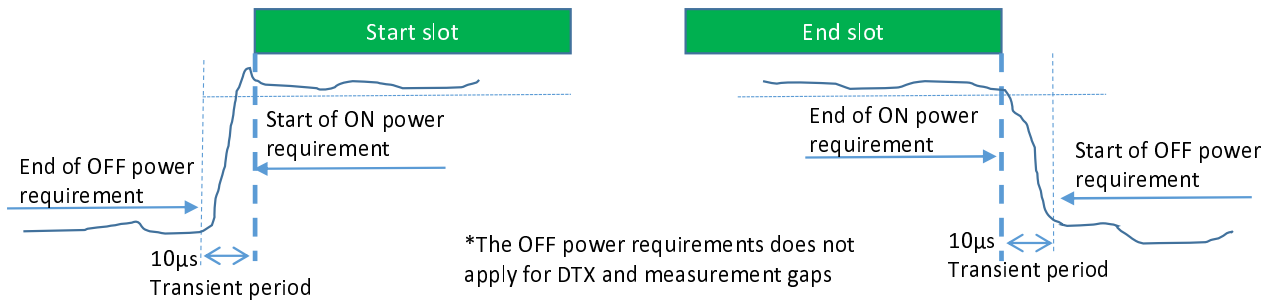 Start slot
End slot
Start of ON power
requirement
End of OFF power
requirement
10µs
Transient period
End of ON power
requirement
Start of OFF power
requirement
10µs
Transient period
*The OFF power requirements does not
apply for DTX and measurement gaps